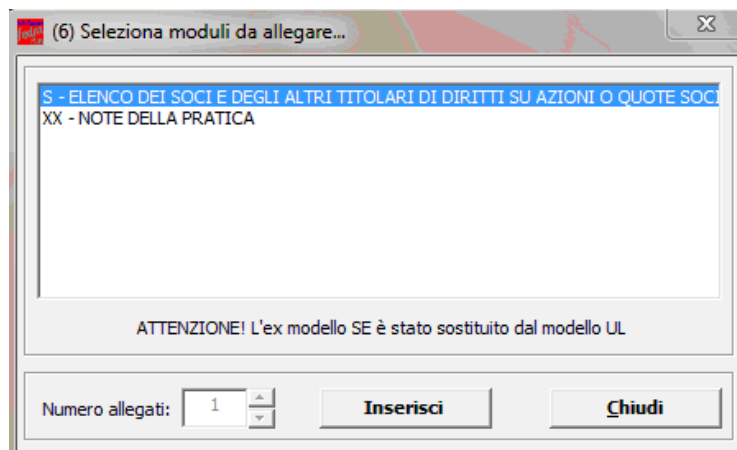 (6) Seleziona moduli da allegare...
S - ELENCO DEI SOCI E DEGLI ALTRI TITOLARI DI DIRITTI SU AZIONI O QUOTE SOCI
XX - NOTE DELLA PRATICA
ATTENZIONE! L'ex modello SE è stato sostituito dal modello UL
Numero allegati: 1 Inserisci Chiudi